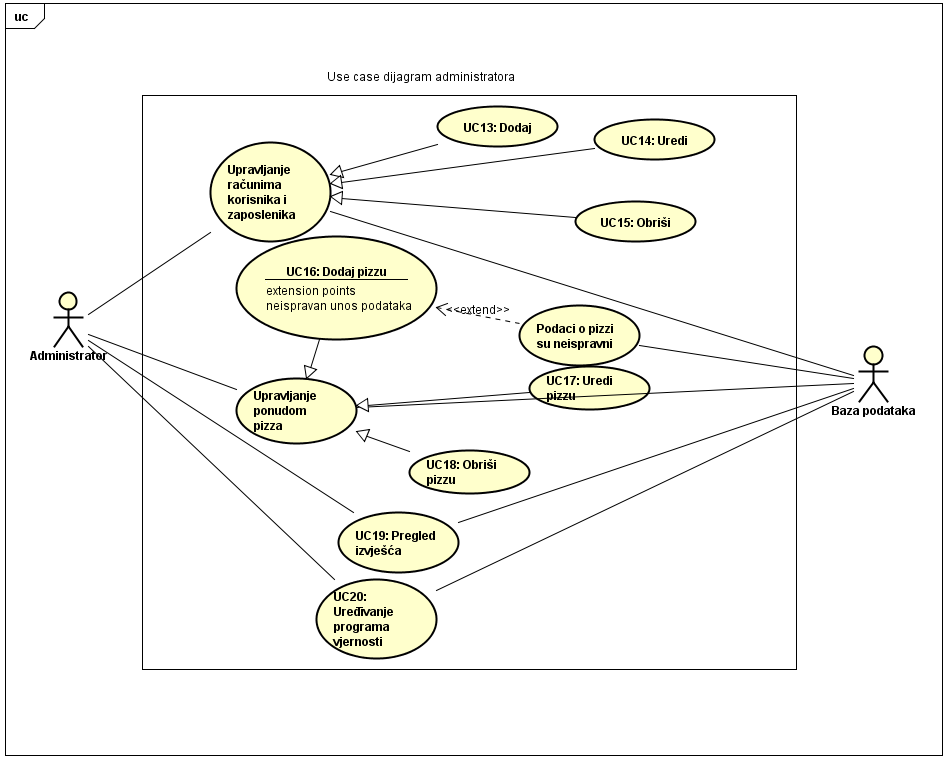 uc
Use case dijagram administratora
UC13: Dodaj
UC14: Uredi
Upravljanje
računima
korisnika i
zaposlenika
UC15: Obriši
UC16: Dodaj pizzu
extension points
neispravan unos podataka
<<extend>>
Podaci o pizzi
su neispravni
Administrator
UC17: Uredi
pizzu
Upravljanje
ponudom
pizza
Baza podataka
UC18: Obriši
pizzu
UC19: Pregled
izvješća
UC20:
Uređivanje
programa
vjernosti